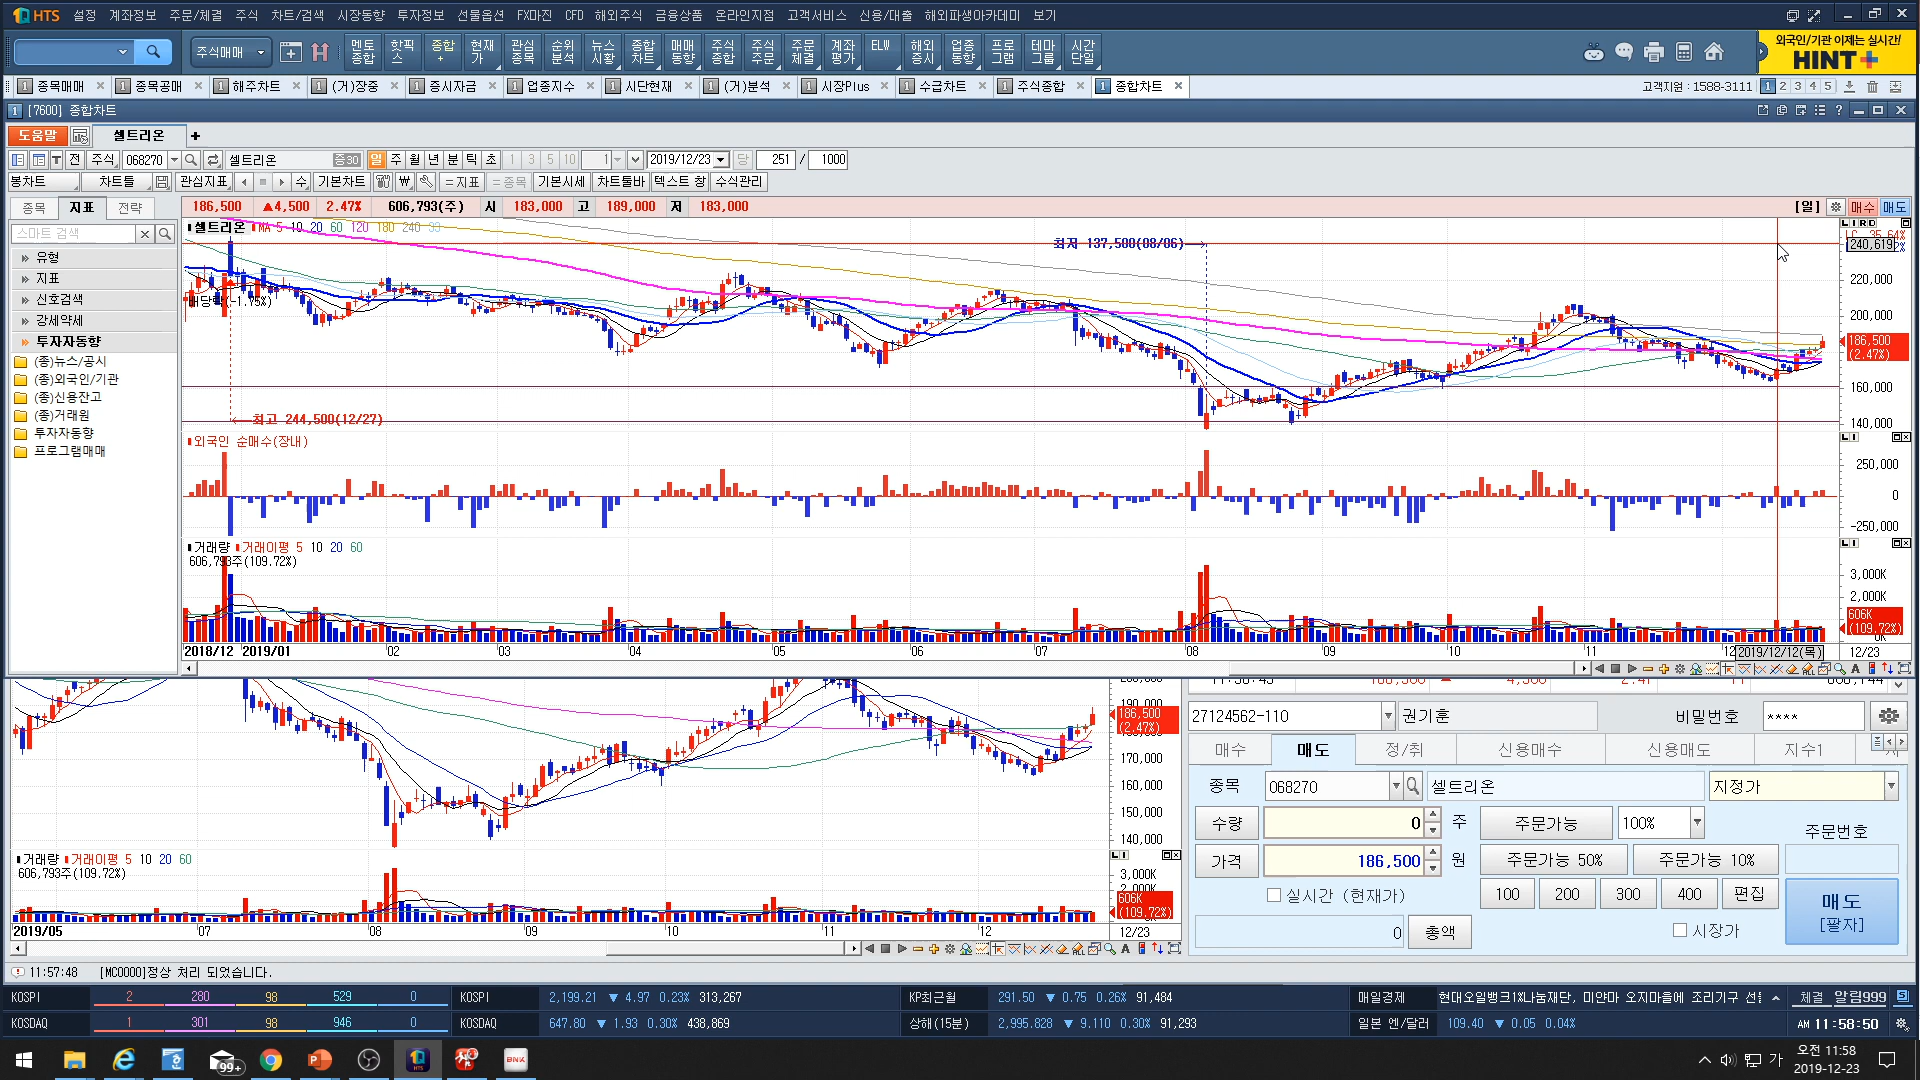 HTS 설정 계좌정보 주문/체결 주식 차트/검색 시장동향 투자정보 선물옵션 FX마진 CFD 해외주식 금융상품 온라인지점 고객서비스 신용/대출 해외파생아카데미 보기
주식매매 멘토종합 핫픽스 종합+ 현재가 관심종목 순위분석 뉴스시황 종합차트 매매동향 주식종합 주식주문 주문체결 계좌평가 ELW 해외증시 업종동향 프로그램 테마그룹 시간단일
외국인/기관 이제는 실시간!
HINT+
1 종목매매 1 종목공매 1 해주차트 1 (거)장중 1 증시자금 1 업종지수 1 시단현재 1 (거)분석 1 시장Plus 1 수급차트 1 주식종합 1 종합차트 고객지원 : 1588-3111 1 2 3 4 5
1 [7600] 종합차트
도움말 셀트리온 +
T 전 주식 068270 셀트리온 증30 일 주 월 년 분 틱 초 1 3 5 10 1 2019/12/23 당 251 / 1000
봉차트 차트틀 관심지표 수 기본차트 ₩ =지표 =종목 기본시세 차트툴바 텍스트 창 수식관리
종목 지표 전략
186,500 ▲4,500 2.47% 606,793(주) 시 183,000 고 189,000 저 183,000 [일] 매수 매도
스마트 검색
유형
지표
신호검색
강세약세
투자자동향
(종)뉴스/공시
(종)외국인/기관
(종)신용잔고
(종)거래원
투자자동향
프로그램매매
셀트리온 MA 5 10 20 60 120 180 240
최저 137,500(08/06)
240,619
220,000
200,000
186,500
(2.47%)
160,000
140,000
최고 244,500(12/27)
외국인 순매수(장내)
250,000
0
-250,000
거래량 거래이평 5 10 20 60
606,793주(109.72%)
3,000K
2,000K
606K
(109.72%)
2018/12 2019/01 02 03 04 05 06 07 08 09 10 11 2019/12/12(목) 12/23
190,000
186,500
(2.47%)
170,000
160,000
150,000
140,000
거래량 거래이평 5 10 20 60
606,793주(109.72%)
3,000K
2,000K
606K
(109.72%)
2019/05 07 08 09 10 11 12 12/23
27124562-110 권기훈 비밀번호 ****
매수 매도 정/취 신용매수 신용매도 지수1
종목 068270 셀트리온 지정가
수량 0 주 주문가능 100% 주문번호
가격 186,500 원 주문가능 50% 주문가능 10%
실시간 (현재가) 100 200 300 400 편집
매도
[팔자]
0 총액 시장가
11:57:48 [MC0000]정상 처리 되었습니다.
KOSPI 2 280 98 529 0 KOSPI 2,199.21 ▼ 4.97 0.23% 313,267 KP최근월 291.50 ▼ 0.75 0.26% 91,484 매일경제 현대오일뱅크1%나눔재단, 미얀마 오지마을에 조리기구 체결 알림999
KOSDAQ 1 301 98 946 0 KOSDAQ 647.80 ▼ 1.93 0.30% 438,869 상해(15분) 2,995.828 ▼ 9.110 0.30% 91,293 일본 엔/달러 109.40 ▼ 0.05 0.04% AM 11:58:50
99+ HTS BNK 가 오전 11:58
2019-12-23